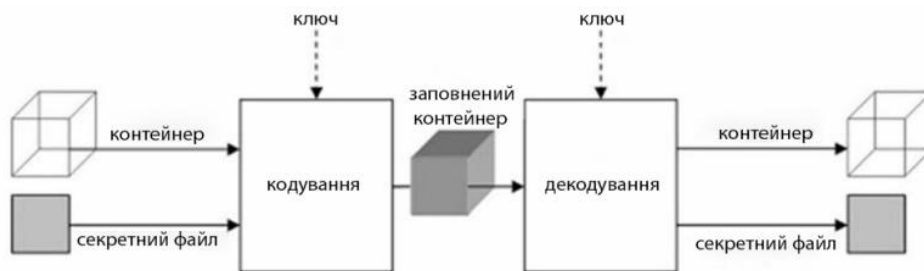 ключ
ключ
заповнений
контейнер
контейнер
контейнер
кодування
декодування
секретний файл
секретний файл